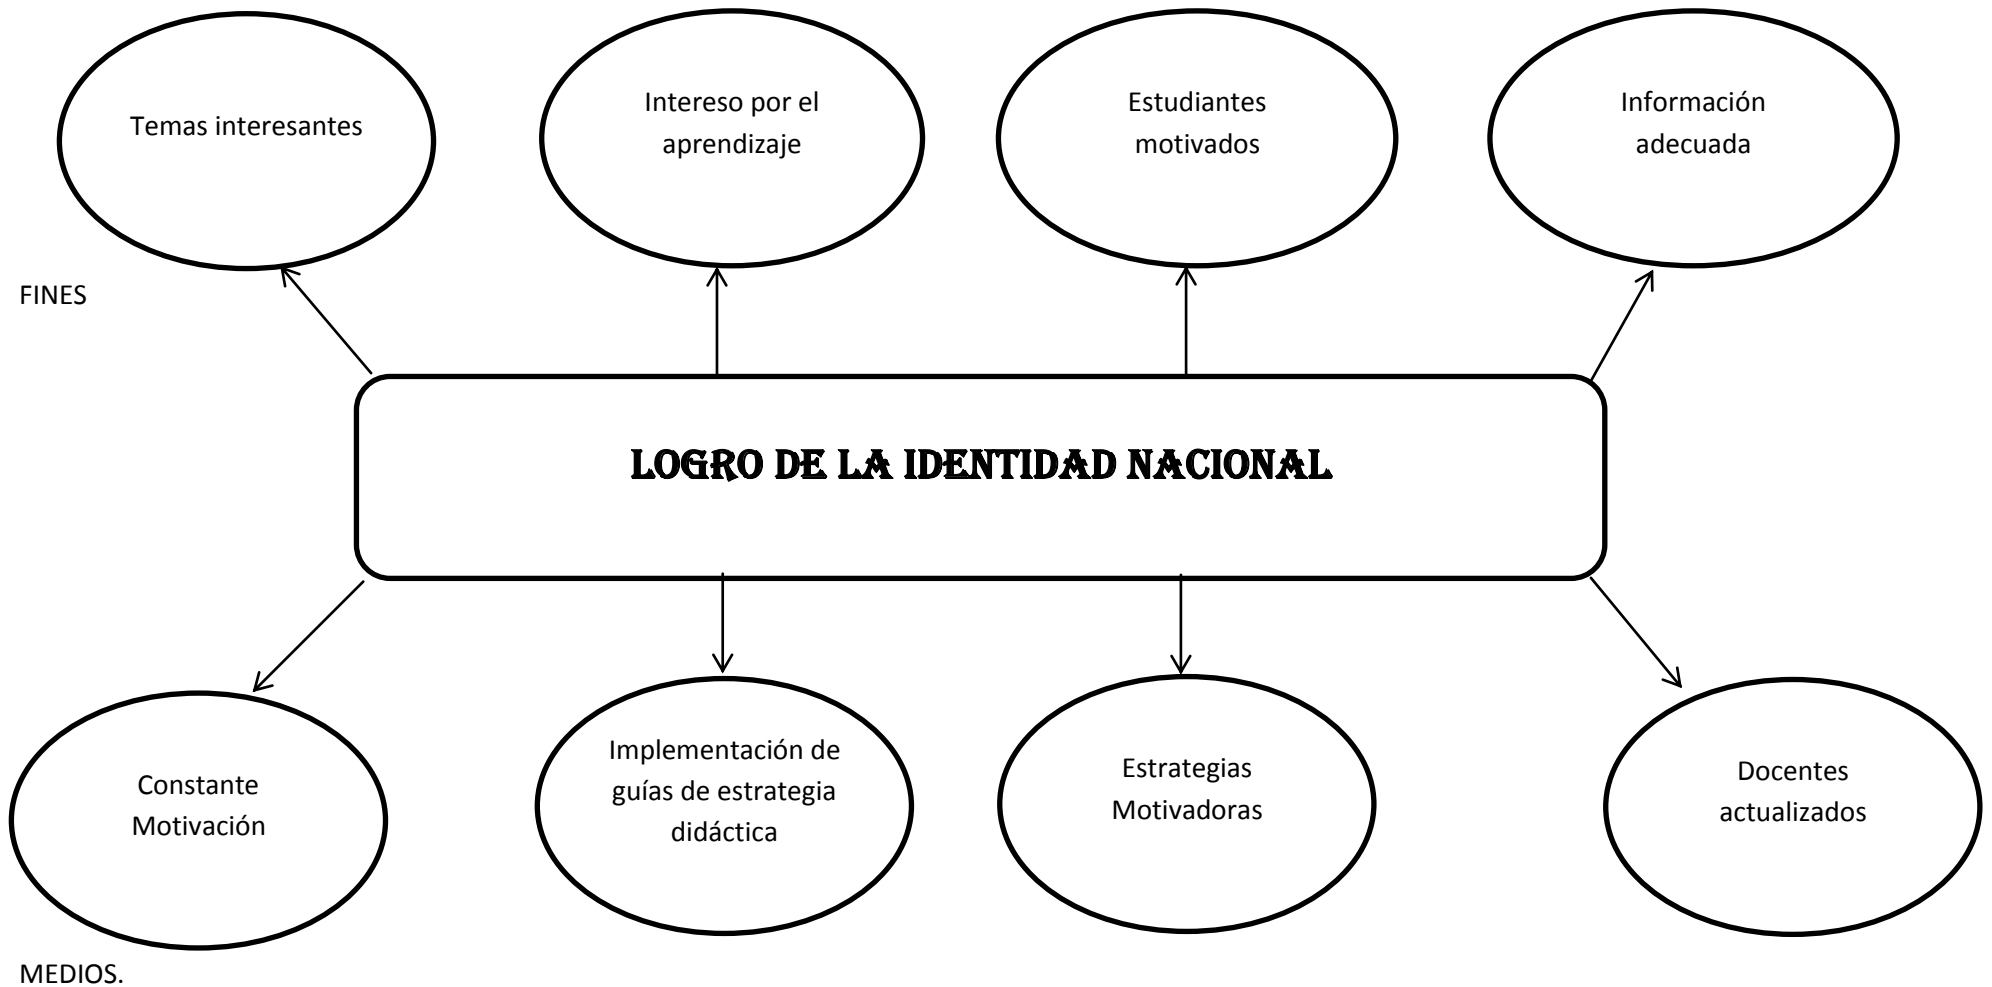 Temas interesantes
Intereso por el
aprendizaje
Estudiantes
motivados
Información
adecuada
FINES
LOGRO DE LA IDENTIDAD NACIONAL
Constante
Motivación
Implementación de
guías de estrategia
didáctica
Estrategias
Motivadoras
Docentes
actualizados
MEDIOS.